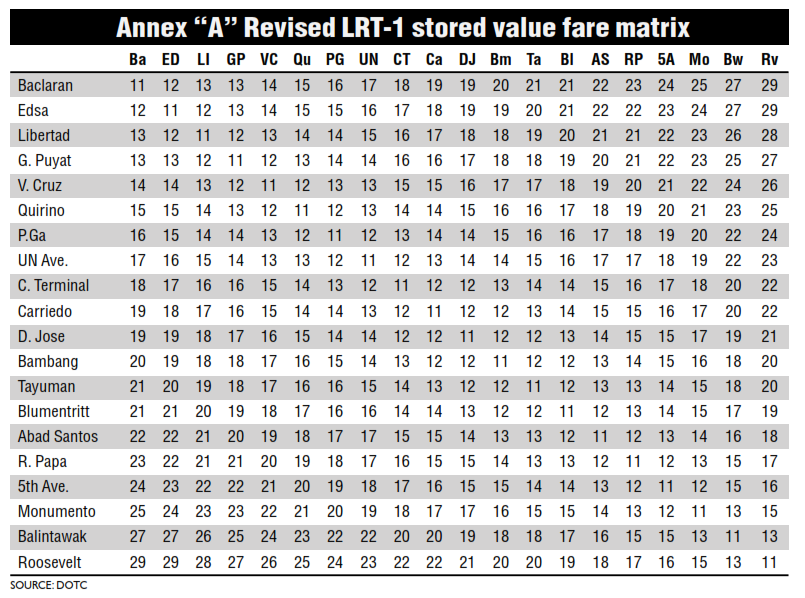 Annex “A” Revised LRT-1 stored value fare matrix
Ba ED LI GP VC Qu PG UN CT Ca DJ Bm Ta Bl AS RP 5A Mo Bw Rv
Baclaran 11 12 13 13 14 15 16 17 18 19 19 20 21 21 22 23 24 25 27 29
Edsa 12 11 12 13 14 15 15 16 17 18 19 19 20 21 22 22 23 24 27 29
Libertad 13 12 11 12 13 14 14 15 16 17 18 18 19 20 21 21 22 23 26 28
G. Puyat 13 13 12 11 12 13 14 14 16 16 17 18 18 19 20 21 22 23 25 27
V. Cruz 14 14 13 12 11 12 13 13 15 15 16 17 17 18 19 20 21 22 24 26
Quirino 15 15 14 13 12 11 12 13 14 14 15 16 16 17 18 19 20 21 23 25
P.Ga 16 15 14 14 13 12 11 12 13 14 14 15 16 16 17 18 19 20 22 24
UN Ave. 17 16 15 14 13 13 12 11 12 13 14 14 15 16 17 17 18 19 22 23
C. Terminal 18 17 16 16 15 14 13 12 11 12 12 13 14 14 15 16 17 18 20 22
Carriedo 19 18 17 16 15 14 14 13 12 11 12 12 13 14 15 15 16 17 20 22
D. Jose 19 19 18 17 16 15 14 14 12 12 11 12 12 13 14 15 15 17 19 21
Bambang 20 19 18 18 17 16 15 14 13 12 12 11 12 12 13 14 15 16 18 20
Tayuman 21 20 19 18 17 16 16 15 14 13 12 12 11 12 13 13 14 15 18 20
Blumentritt 21 21 20 19 18 17 16 16 14 14 13 12 12 11 12 13 14 15 17 19
Abad Santos 22 22 21 20 19 18 17 17 15 15 14 13 13 12 11 12 13 14 16 18
R. Papa 23 22 21 21 20 19 18 17 16 15 15 14 13 13 12 11 12 13 15 17
5th Ave. 24 23 22 22 21 20 19 18 17 16 15 15 14 14 13 12 11 12 15 16
Monumento 25 24 23 23 22 21 20 19 18 17 17 16 15 15 14 13 12 11 13 15
Balintawak 27 27 26 25 24 23 22 22 20 20 19 18 18 17 16 15 15 13 11 13
Roosevelt 29 29 28 27 26 25 24 23 22 22 21 20 20 19 18 17 16 15 13 11
SOURCE: DOTC